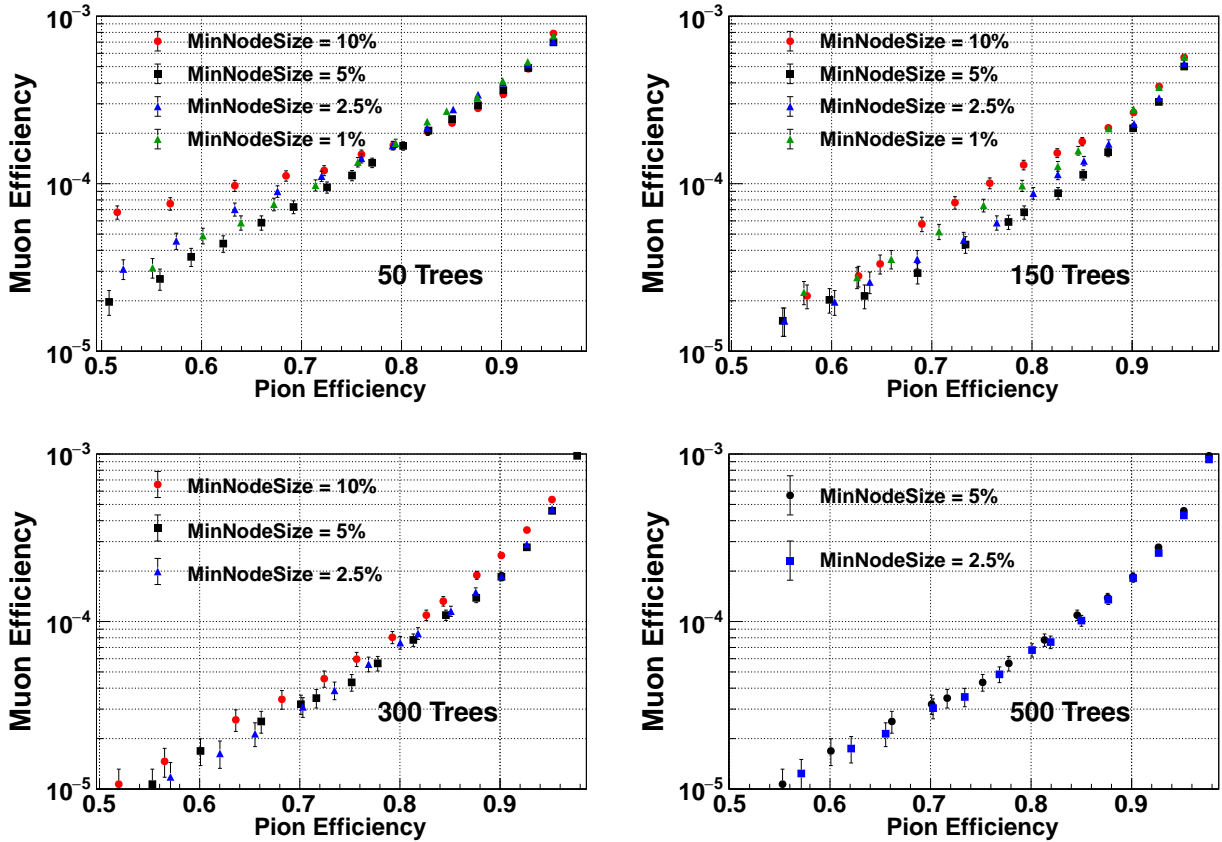 10⁻³
MinNodeSize = 10%
MinNodeSize = 5%
MinNodeSize = 2.5%
MinNodeSize = 1%
10⁻⁴
Muon Efficiency
50 Trees
10⁻⁵
0.5 0.6 0.7 0.8 0.9
Pion Efficiency
10⁻³
MinNodeSize = 10%
MinNodeSize = 5%
MinNodeSize = 2.5%
MinNodeSize = 1%
10⁻⁴
Muon Efficiency
150 Trees
10⁻⁵
0.5 0.6 0.7 0.8 0.9
Pion Efficiency
10⁻³
MinNodeSize = 10%
MinNodeSize = 5%
MinNodeSize = 2.5%
10⁻⁴
Muon Efficiency
300 Trees
10⁻⁵
0.5 0.6 0.7 0.8 0.9
Pion Efficiency
10⁻³
MinNodeSize = 5%
MinNodeSize = 2.5%
10⁻⁴
Muon Efficiency
500 Trees
10⁻⁵
0.5 0.6 0.7 0.8 0.9
Pion Efficiency